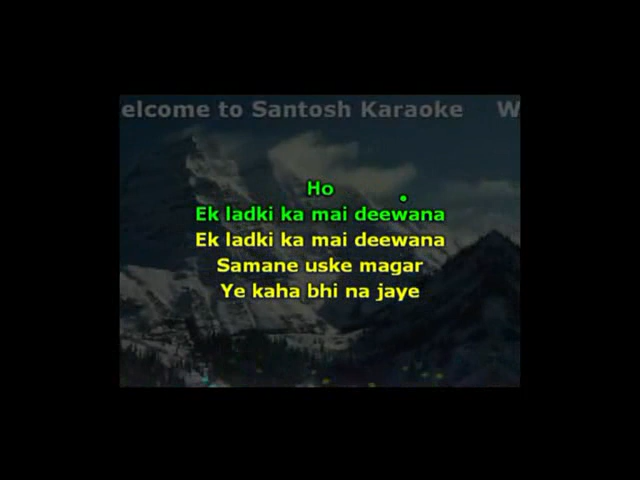 elcome to Santosh Karaoke W
Ho
Ek ladki ka mai deewana
Ek ladki ka mai deewana
Samane uske magar
Ye kaha bhi na jaye